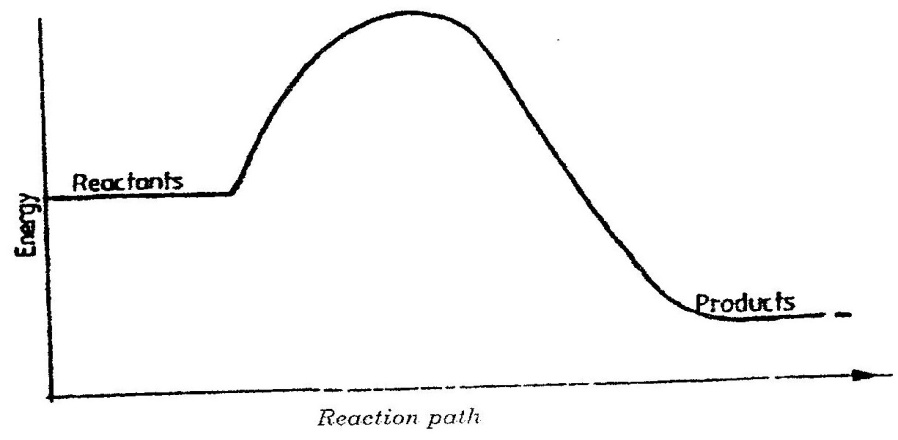 Reactants
Energy
Products
Reaction path